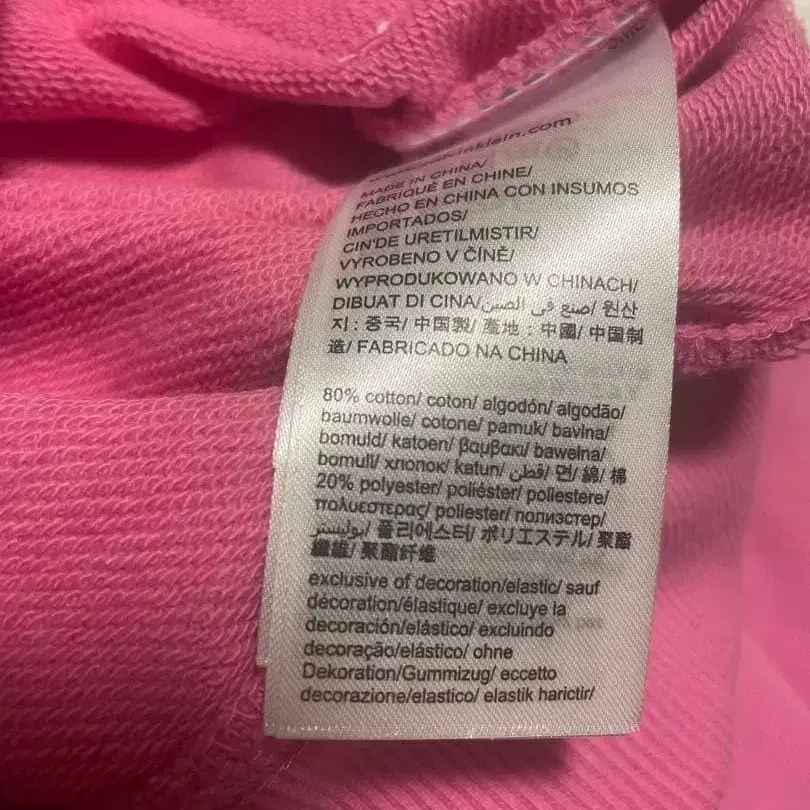 MADE IN CHINA/
FABRIQUÉ EN CHINE/
HECHO EN CHINA CON INSUMOS
IMPORTADOS/
CIN'DE URETILMISTIR/
VYROBENO V ČÍNĚ/
WYPRODUKOWANO W CHINACH/
DIBUAT DI CINA/صنع في الصين/ 원산
지 : 중국/ 中国製/ 產地 : 中國/ 中国制
造/ FABRICADO NA CHINA
80% cotton/ coton/ algodón/ algodão/
baumwolle/ cotone/ pamuk/ bavlna/
bomuld/ katoen/ βαμβακι/ bawełna/
bomull/ хлопок/ katun/ قطن/ 면/ 綿/ 棉
20% polyester/ poliéster/ poliestere/
πολυεστερας/ poliester/ полиэстер/
بوليستر/ 폴리에스터/ ポリエステル/ 聚酯
纖維/ 聚酯纤维
exclusive of decoration/elastic/ sauf
décoration/élastique/ excluye la
decoración/elástico/ excluindo
decoração/elástico/ ohne
Dekoration/Gummizug/ eccetto
decorazione/elastico/ elastik harictir/